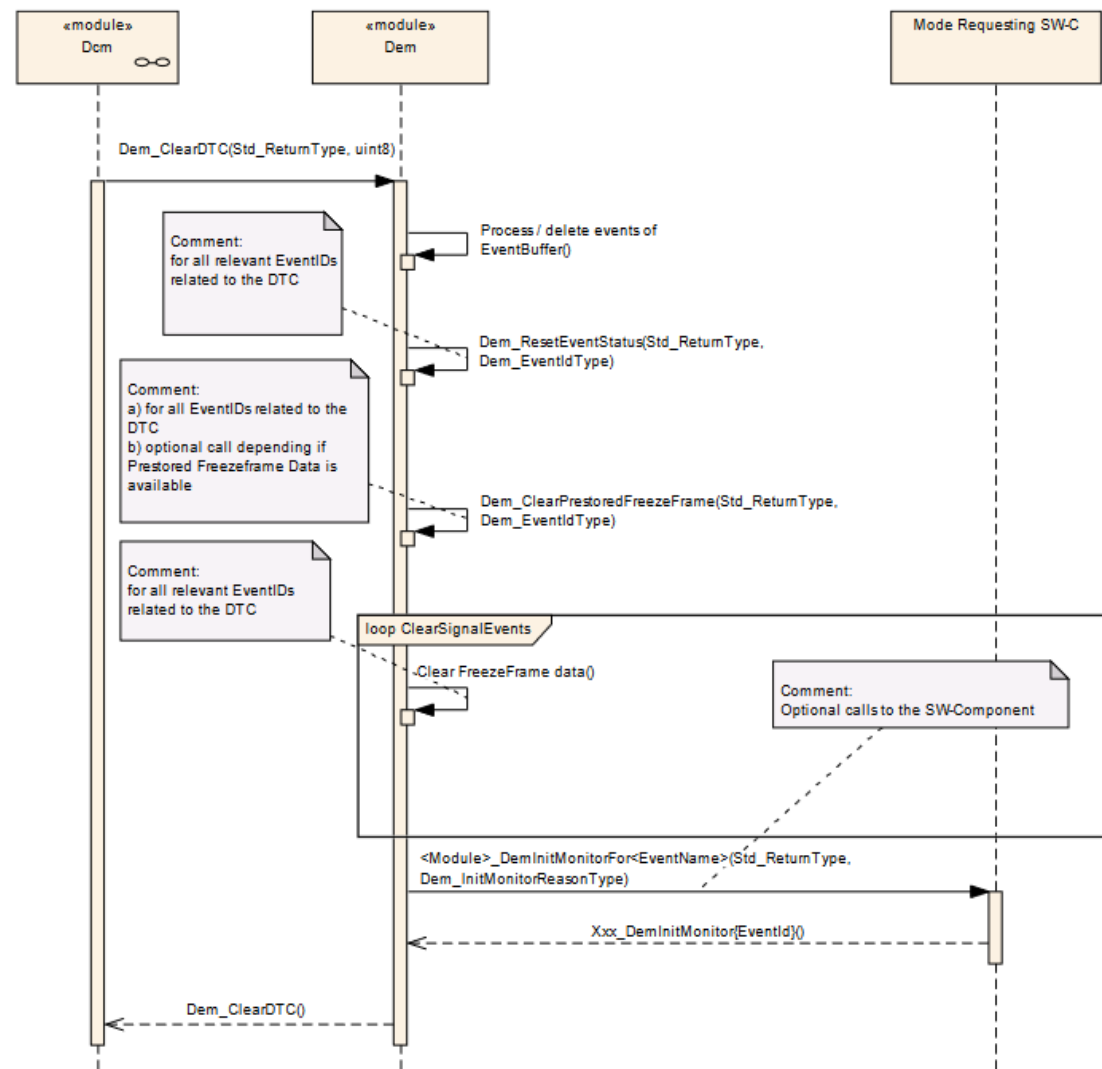 «module»
Dcm
«module»
Dem
Mode Requesting SW-C
Dem_ClearDTC(Std_ReturnType, uint8)
Comment:
for all relevant EventIDs
related to the DTC
Process / delete events of
EventBuffer()
Dem_ResetEventStatus(Std_ReturnType,
Dem_EventIdType)
Comment:
a) for all EventIDs related to the
DTC
b) optional call depending if
Prestored Freezeframe Data is
available
Dem_ClearPrestoredFreezeFrame(Std_ReturnType,
Dem_EventIdType)
Comment:
for all relevant EventIDs
related to the DTC
loop ClearSignalEvents
Clear FreezeFrame data()
Comment:
Optional calls to the SW-Component
<Module>_DemInitMonitorFor<EventName>(Std_ReturnType,
Dem_InitMonitorReasonType)
Xxx_DemInitMonitor{EventId}()
Dem_ClearDTC()